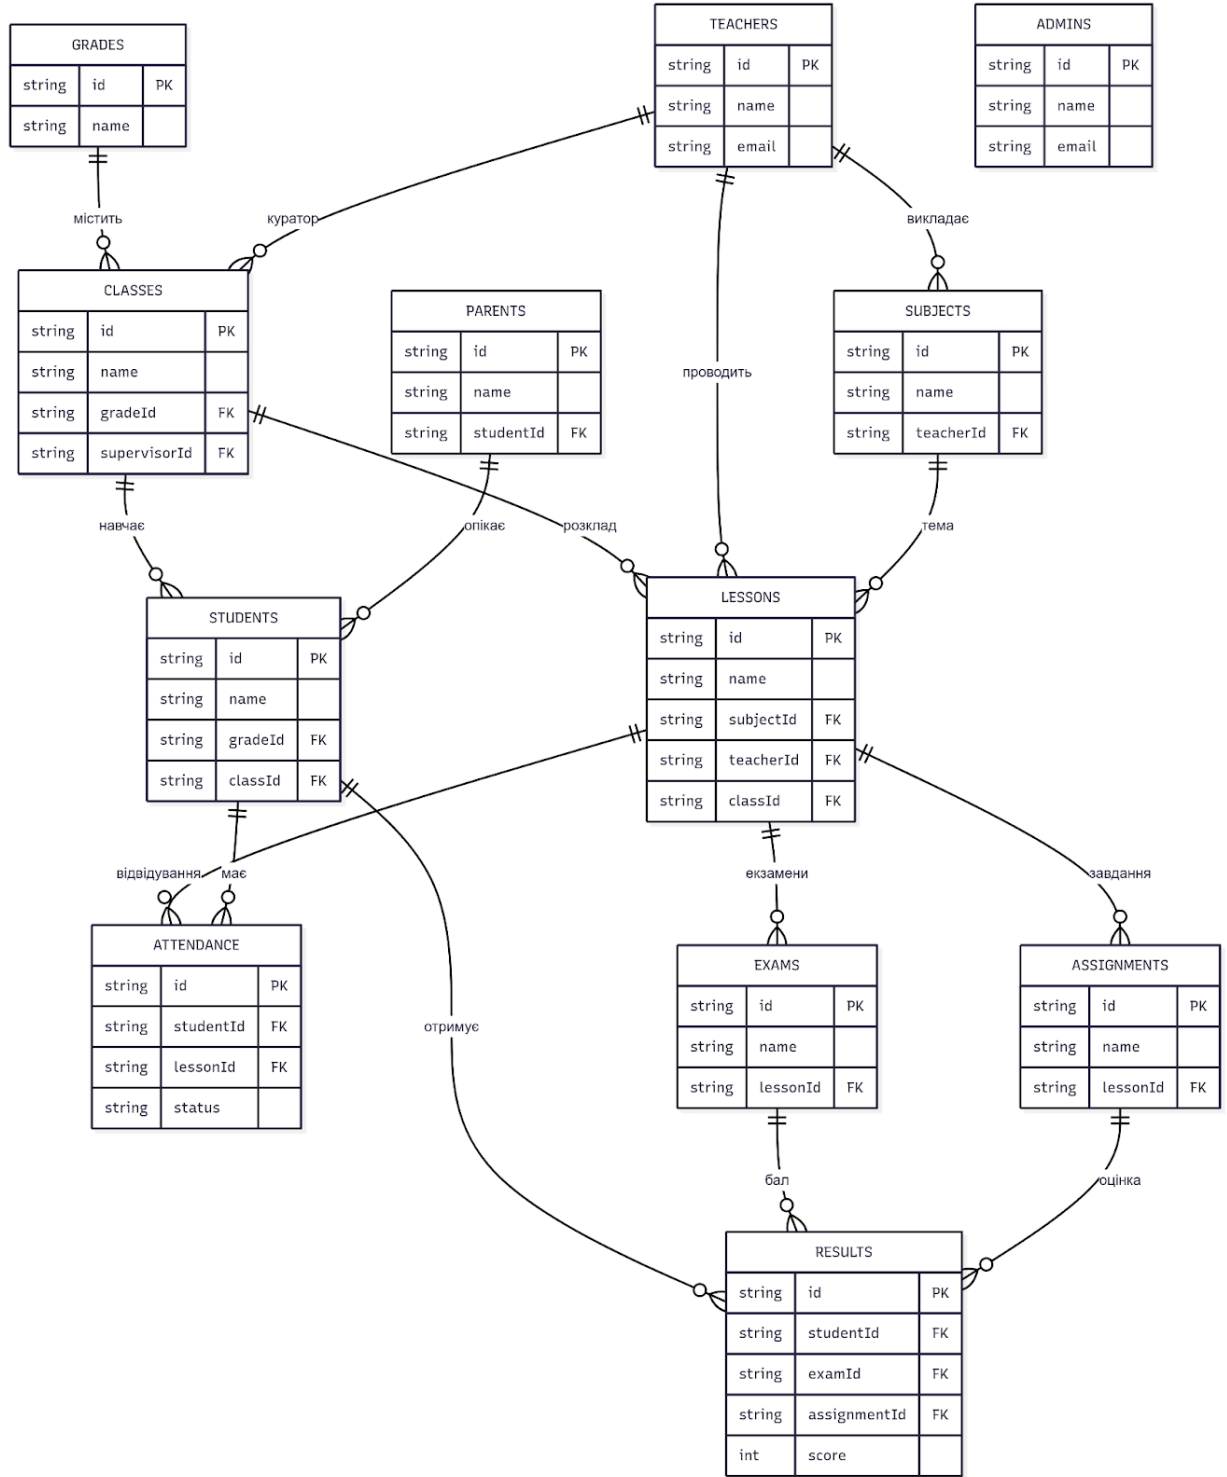 GRADES
string id PK
string name
TEACHERS
string id PK
string name
string email
ADMINS
string id PK
string name
string email
містить
куратор
викладає
CLASSES
string id PK
string name
string gradeId FK
string supervisorId FK
PARENTS
string id PK
string name
string studentId FK
проводить
SUBJECTS
string id PK
string name
string teacherId FK
навчає
опікає
розклад
тема
STUDENTS
string id PK
string name
string gradeId FK
string classId FK
LESSONS
string id PK
string name
string subjectId FK
string teacherId FK
string classId FK
відвідування
має
екзамени
завдання
ATTENDANCE
string id PK
string studentId FK
string lessonId FK
string status
отримує
EXAMS
string id PK
string name
string lessonId FK
ASSIGNMENTS
string id PK
string name
string lessonId FK
бал
оцінка
RESULTS
string id PK
string studentId FK
string examId FK
string assignmentId FK
int score